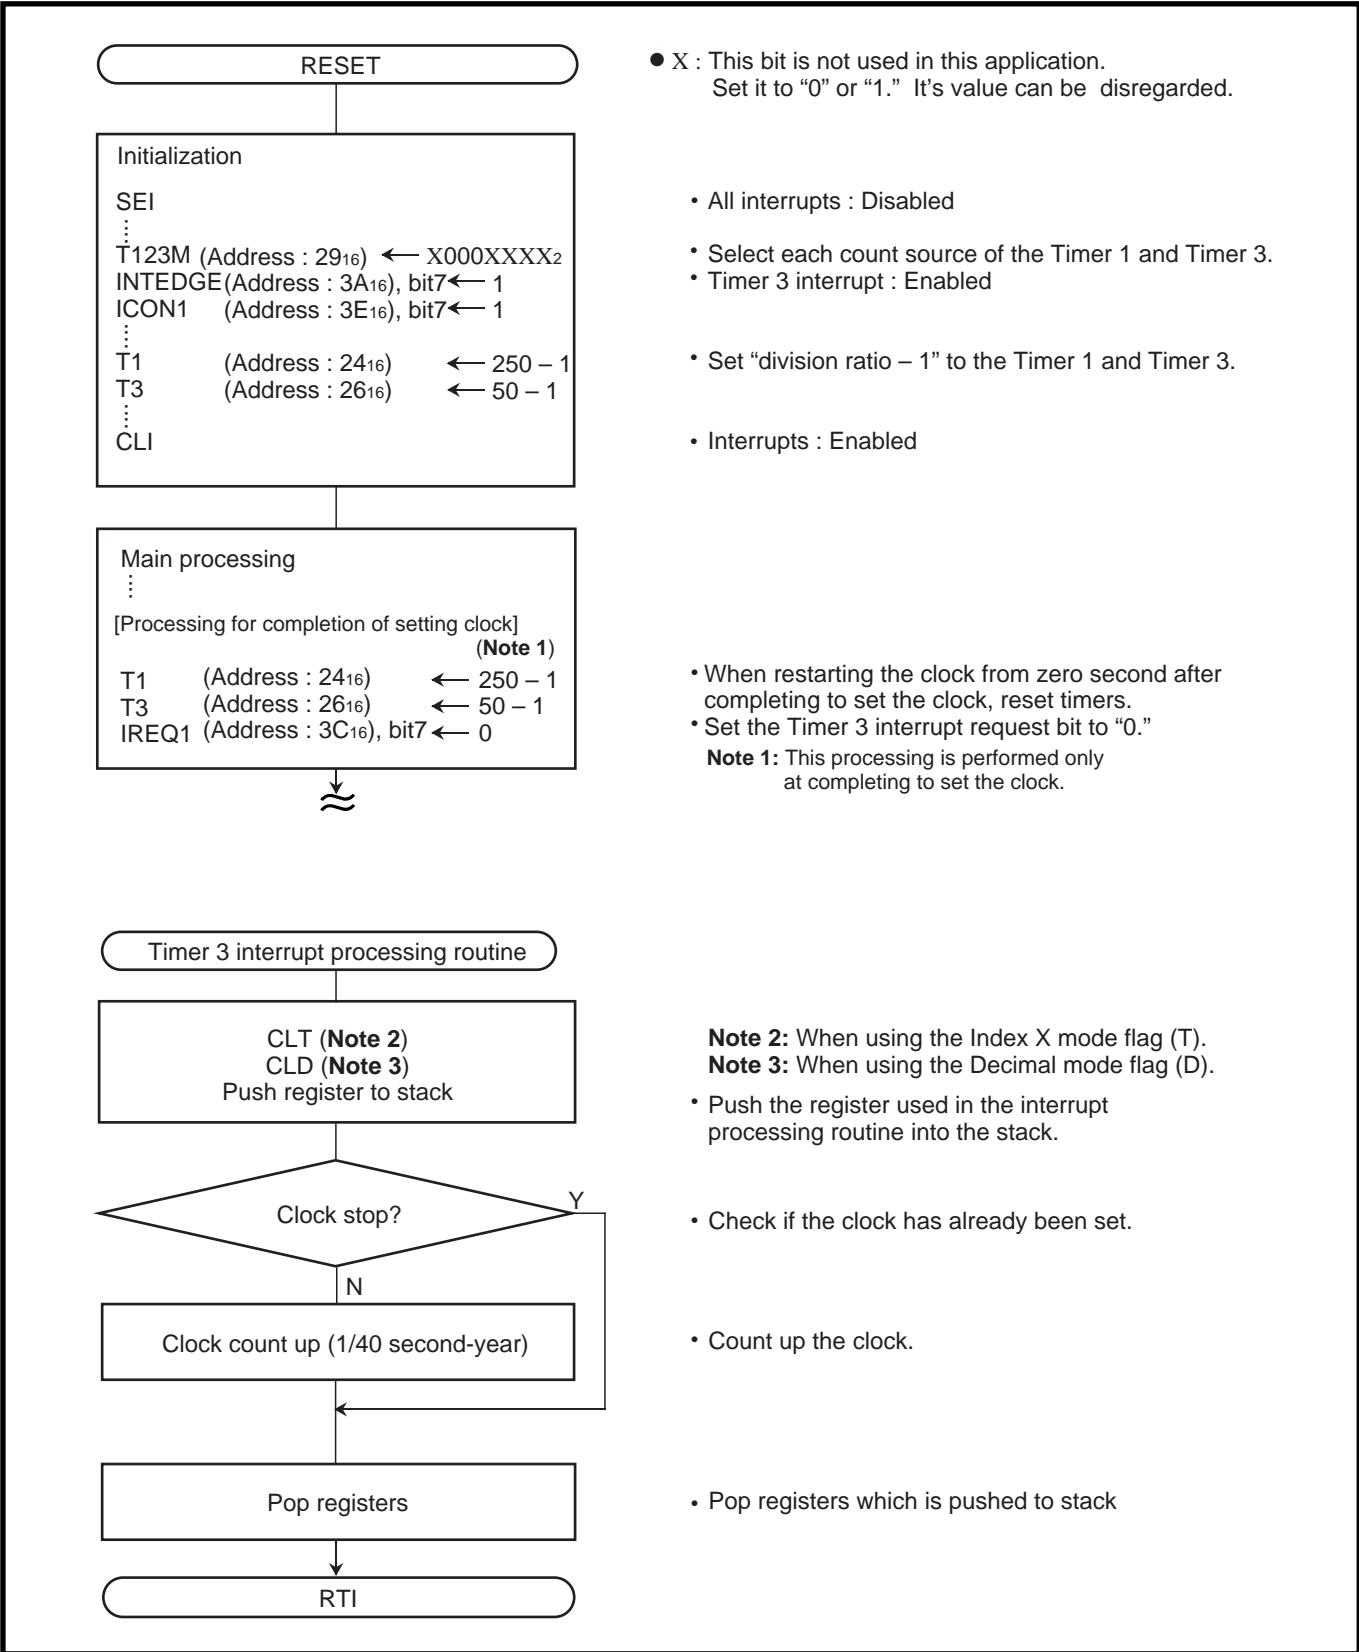 RESET
● X : This bit is not used in this application.
Set it to “0” or “1.” It’s value can be disregarded.
Initialization
SEI
• All interrupts : Disabled
T123M (Address : 2916) ← X000XXXX2
• Select each count source of the Timer 1 and Timer 3.
INTEDGE (Address : 3A16), bit7 ← 1
• Timer 3 interrupt : Enabled
ICON1 (Address : 3E16), bit7 ← 1
T1 (Address : 2416) ← 250 – 1
• Set “division ratio – 1” to the Timer 1 and Timer 3.
T3 (Address : 2616) ← 50 – 1
CLI
• Interrupts : Enabled
Main processing
[Processing for completion of setting clock]
(Note 1)
T1 (Address : 2416) ← 250 – 1
T3 (Address : 2616) ← 50 – 1
IREQ1 (Address : 3C16), bit7 ← 0
• When restarting the clock from zero second after
completing to set the clock, reset timers.
• Set the Timer 3 interrupt request bit to “0.”
Note 1: This processing is performed only
at completing to set the clock.
Timer 3 interrupt processing routine
CLT (Note 2)
CLD (Note 3)
Push register to stack
Note 2: When using the Index X mode flag (T).
Note 3: When using the Decimal mode flag (D).
• Push the register used in the interrupt
processing routine into the stack.
Clock stop?
Y
N
• Check if the clock has already been set.
Clock count up (1/40 second-year)
• Count up the clock.
Pop registers
• Pop registers which is pushed to stack
RTI